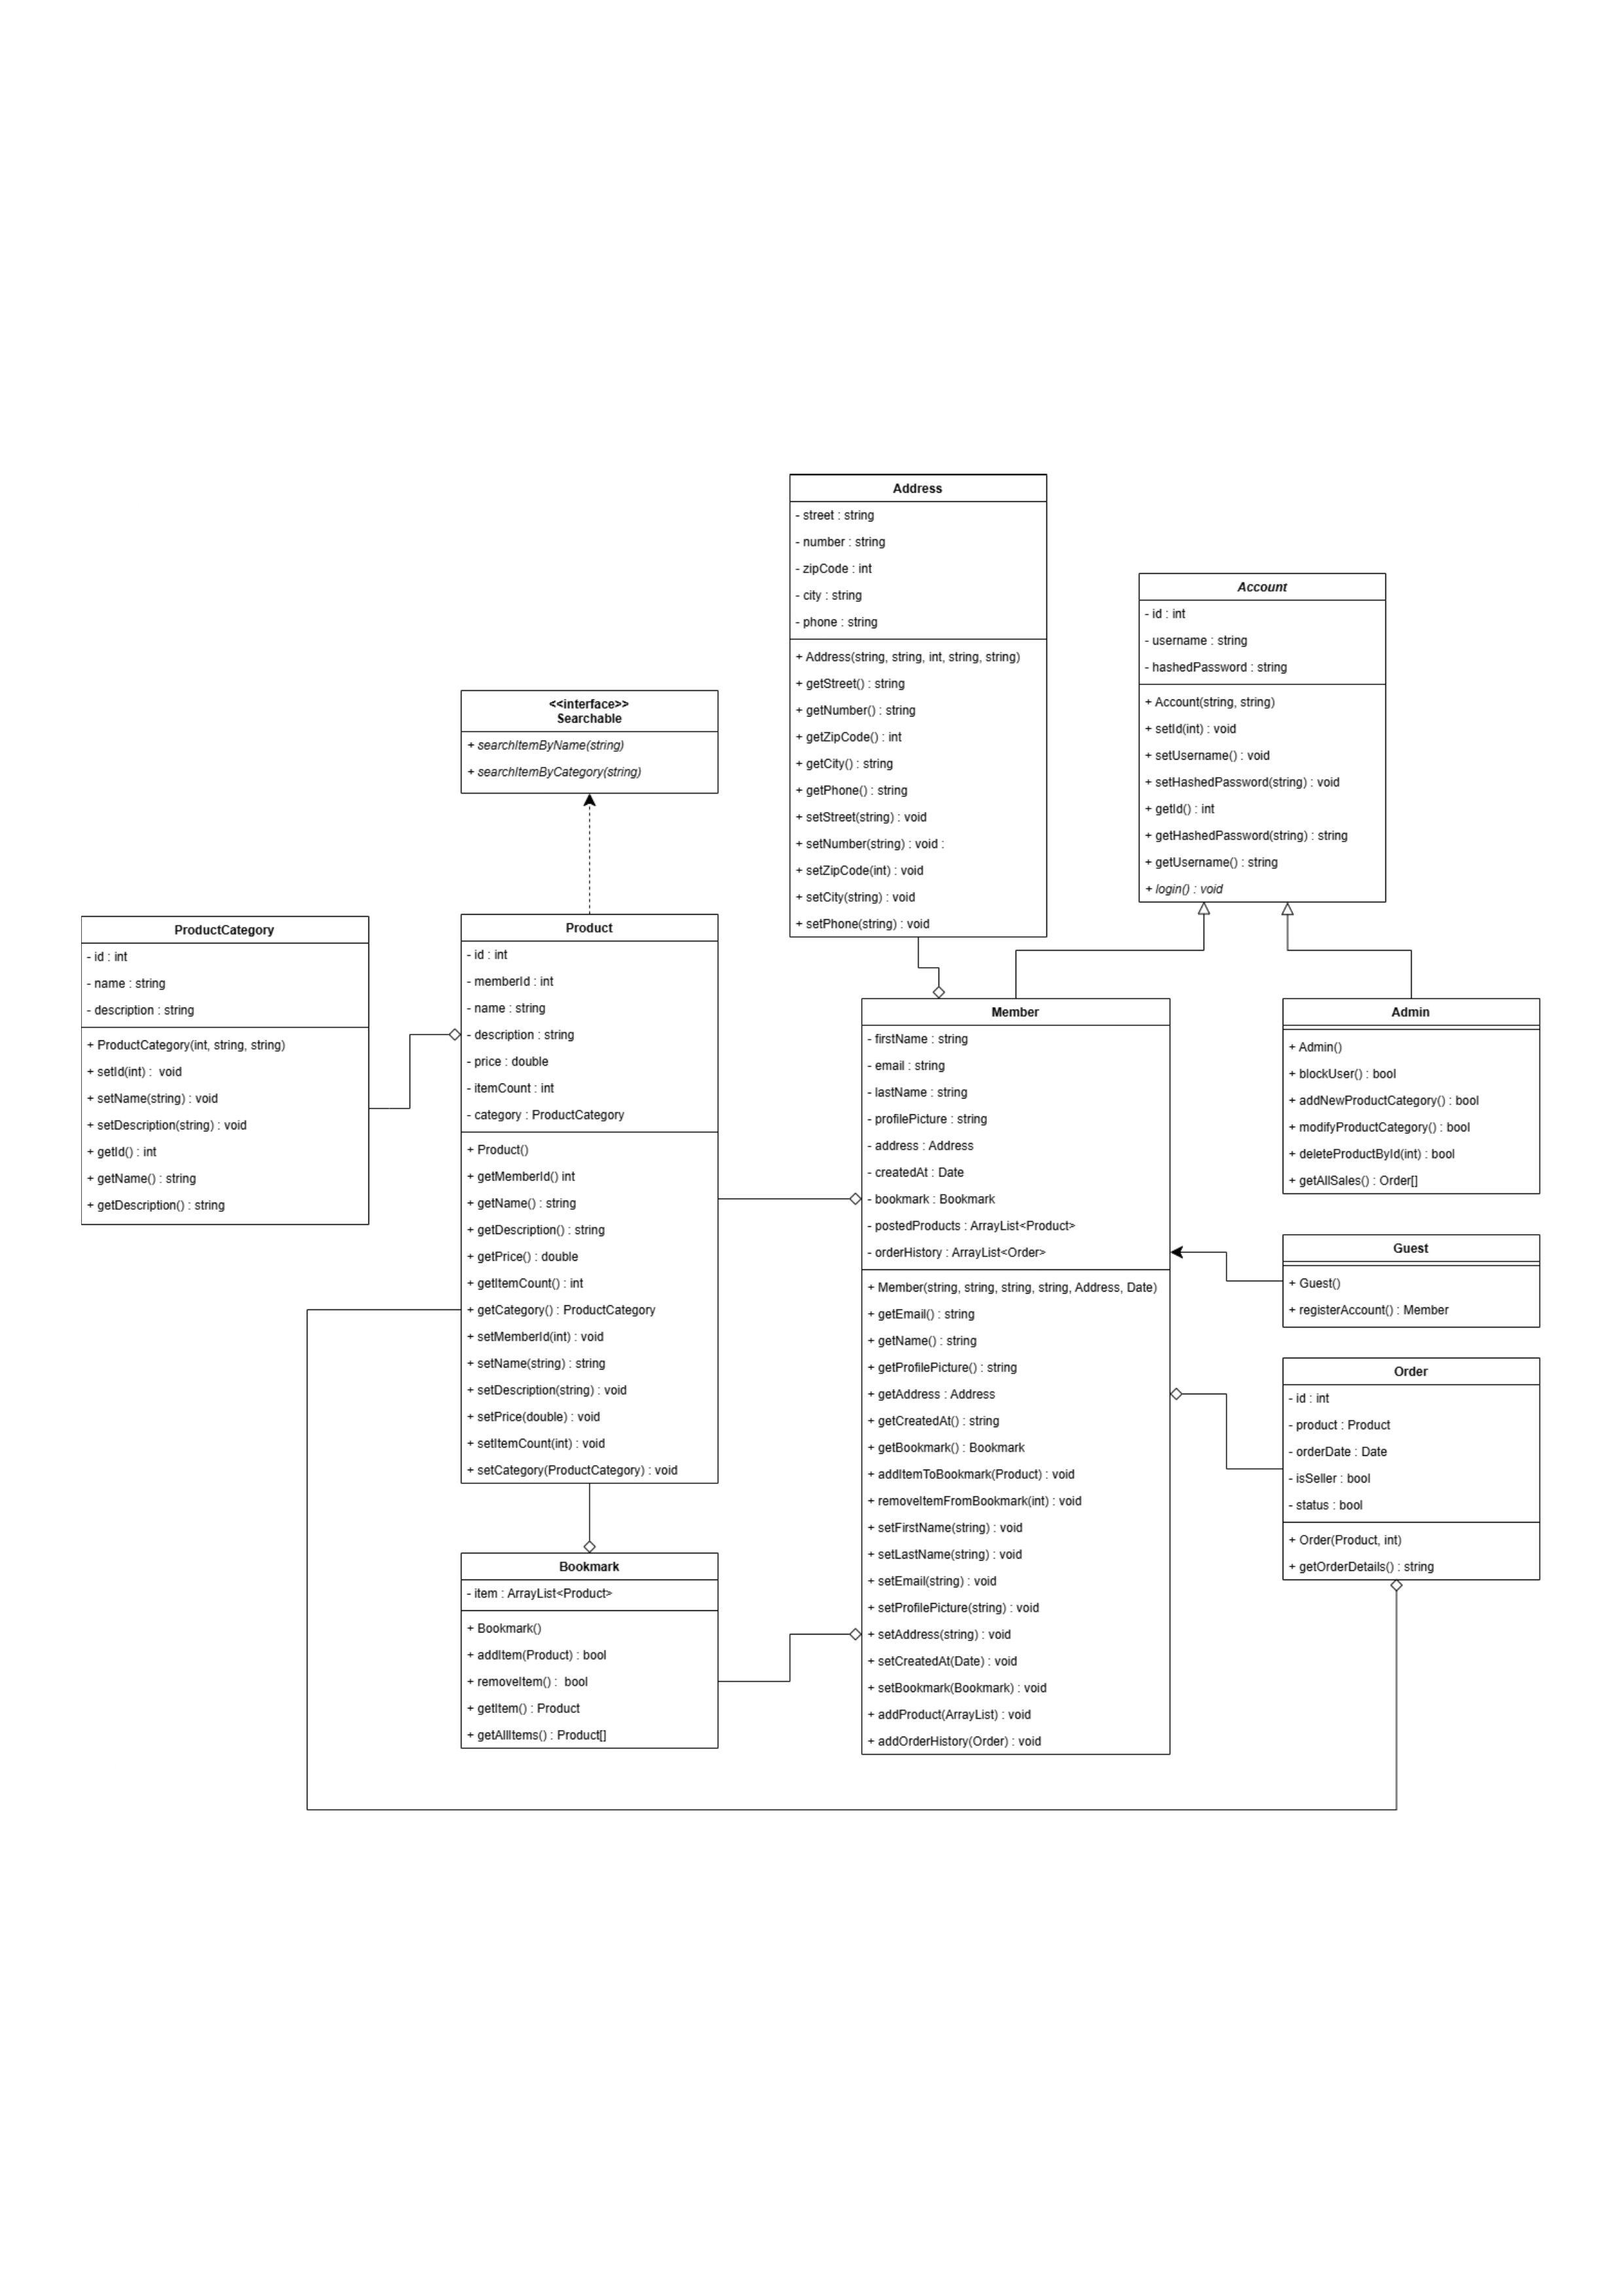 Address
- street : string
- number : string
- zipCode : int
- city : string
- phone : string
+ Address(string, string, int, string, string)
+ getStreet() : string
+ getNumber() : string
+ getZipCode() : int
+ getCity() : string
+ getPhone() : string
+ setStreet(string) : void
+ setNumber(string) : void :
+ setZipCode(int) : void
+ setCity(string) : void
+ setPhone(string) : void
Account
- id : int
- username : string
- hashedPassword : string
+ Account(string, string)
+ setId(int) : void
+ setUsername() : void
+ setHashedPassword(string) : void
+ getId() : int
+ getHashedPassword(string) : string
+ getUsername() : string
+ login() : void
<<interface>>
Searchable
+ searchItemByName(string)
+ searchItemByCategory(string)
ProductCategory
- id : int
- name : string
- description : string
+ ProductCategory(int, string, string)
+ setId(int) :  void
+ setName(string) : void
+ setDescription(string) : void
+ getId() : int
+ getName() : string
+ getDescription() : string
Product
- id : int
- memberId : int
- name : string
- description : string
- price : double
- itemCount : int
- category : ProductCategory
+ Product()
+ getMemberId() int
+ getName() : string
+ getDescription() : string
+ getPrice() : double
+ getItemCount() : int
+ getCategory() : ProductCategory
+ setMemberId(int) : void
+ setName(string) : string
+ setDescription(string) : void
+ setPrice(double) : void
+ setItemCount(int) : void
+ setCategory(ProductCategory) : void
Member
- firstName : string
- email : string
- lastName : string
- profilePicture : string
- address : Address
- createdAt : Date
- bookmark : Bookmark
- postedProducts : ArrayList<Product>
- orderHistory : ArrayList<Order>
+ Member(string, string, string, string, Address, Date)
+ getEmail() : string
+ getName() : string
+ getProfilePicture() : string
+ getAddress : Address
+ getCreatedAt() : string
+ getBookmark() : Bookmark
+ addItemToBookmark(Product) : void
+ removeItemFromBookmark(int) : void
+ setFirstName(string) : void
+ setLastName(string) : void
+ setEmail(string) : void
+ setProfilePicture(string) : void
+ setAddress(string) : void
+ setCreatedAt(Date) : void
+ setBookmark(Bookmark) : void
+ addProduct(ArrayList) : void
+ addOrderHistory(Order) : void
Admin
+ Admin()
+ blockUser() : bool
+ addNewProductCategory() : bool
+ modifyProductCategory() : bool
+ deleteProductById(int) : bool
+ getAllSales() : Order[]
Guest
+ Guest()
+ registerAccount() : Member
Order
- id : int
- product : Product
- orderDate : Date
- isSeller : bool
- status : bool
+ Order(Product, int)
+ getOrderDetails() : string
Bookmark
- item : ArrayList<Product>
+ Bookmark()
+ addItem(Product) : bool
+ removeItem() :  bool
+ getItem() : Product
+ getAllItems() : Product[]